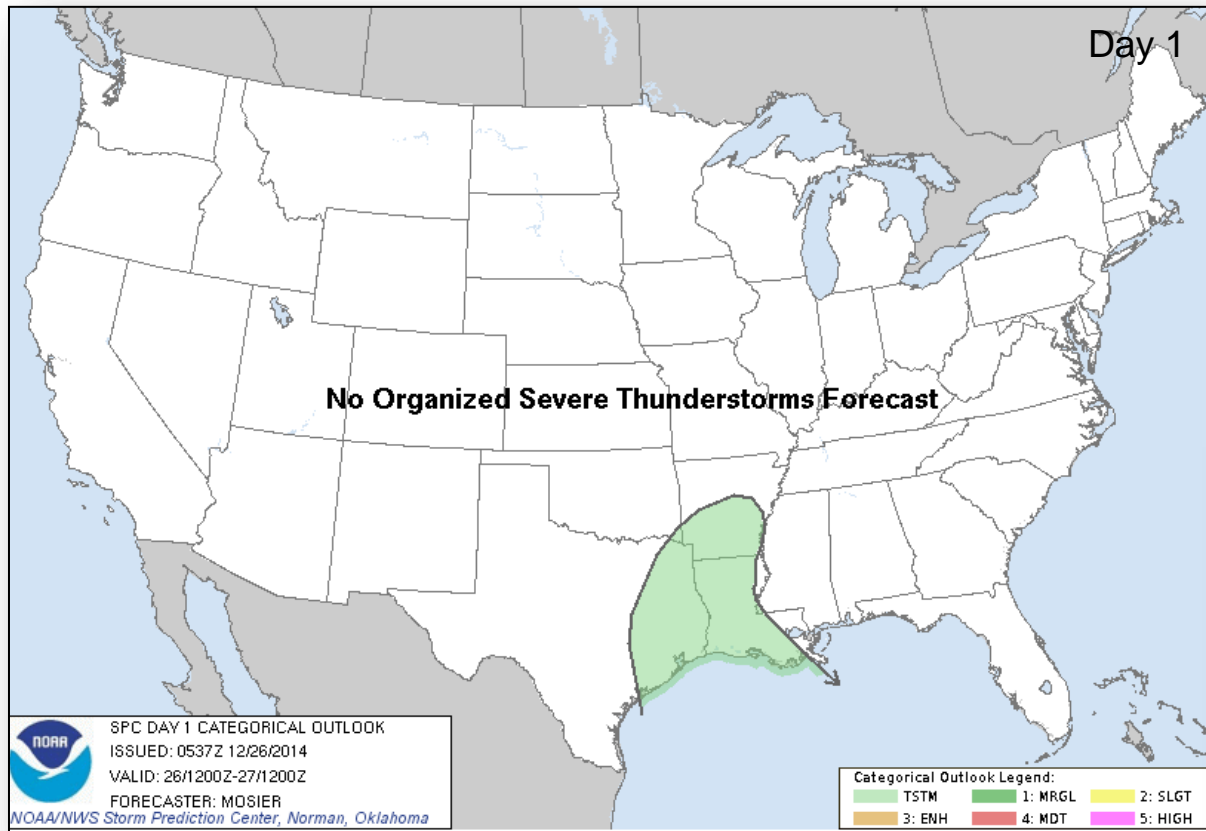 Day 1
No Organized Severe Thunderstorms Forecast
NOAA
SPC DAY 1 CATEGORICAL OUTLOOK
ISSUED: 0537Z 12/26/2014
VALID: 26/1200Z-27/1200Z
FORECASTER: MOSIER
NOAA/NWS Storm Prediction Center, Norman, Oklahoma
Categorical Outlook Legend:
TSTM 1: MRGL 2: SLGT
3: ENH 4: MDT 5: HIGH